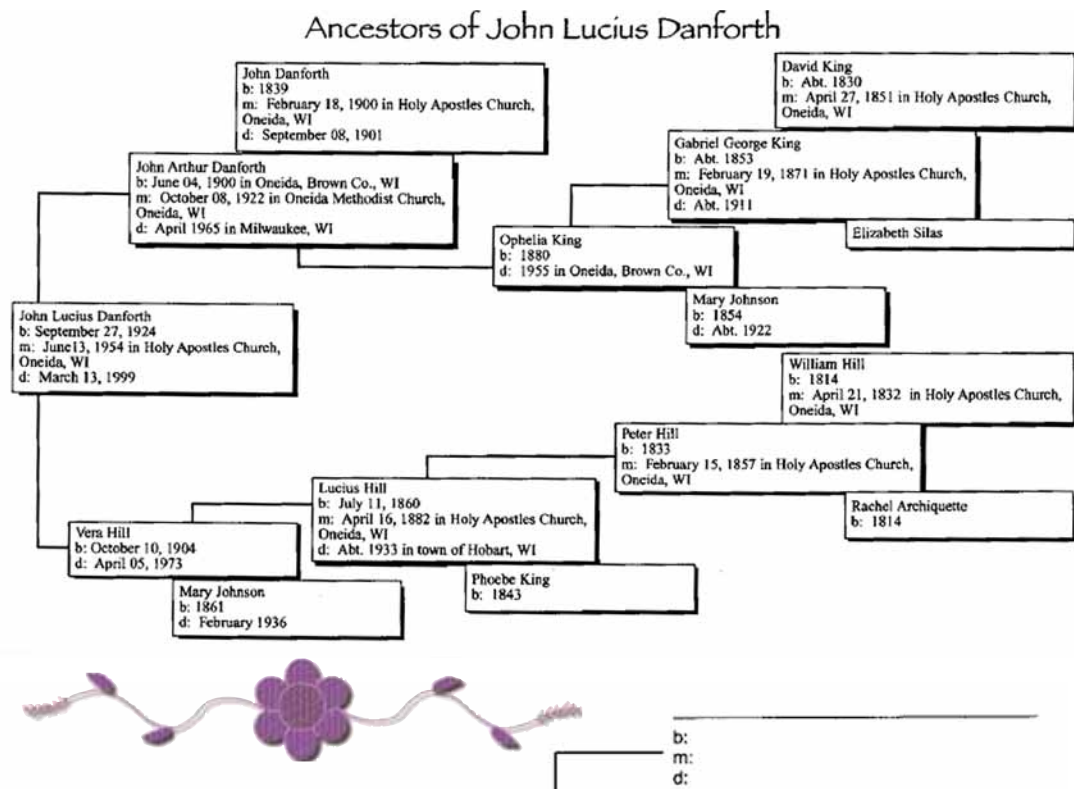 Ancestors of John Lucius Danforth
John Danforth
b: 1839
m: February 18, 1900 in Holy Apostles Church,
Oneida, WI
d: September 08, 1901
David King
b: Abt. 1830
m: April 27, 1851 in Holy Apostles Church,
Oneida, WI
John Arthur Danforth
b: June 04, 1900 in Oneida, Brown Co., WI
m: October 08, 1922 in Oneida Methodist Church,
Oneida, WI
d: April 1965 in Milwaukee, WI
Gabriel George King
b: Abt. 1853
m: February 19, 1871 in Holy Apostles Church,
Oneida, WI
d: Abt. 1911
Elizabeth Silas
Ophelia King
b: 1880
d: 1955 in Oneida, Brown Co., WI
Mary Johnson
b: 1854
d: Abt. 1922
John Lucius Danforth
b: September 27, 1924
m: June13, 1954 in Holy Apostles Church,
Oneida, WI
d: March 13, 1999
William Hill
b: 1814
m: April 21, 1832 in Holy Apostles Church,
Oneida, WI
Peter Hill
b: 1833
m: February 15, 1857 in Holy Apostles Church,
Oneida, WI
Rachel Archiquette
b: 1814
Lucius Hill
b: July 11, 1860
m: April 16, 1882 in Holy Apostles Church,
Oneida, WI
d: Abt. 1933 in town of Hobart, WI
Phoebe King
b: 1843
Vera Hill
b: October 10, 1904
d: April 05, 1973
Mary Johnson
b: 1861
d: February 1936
b:
m:
d: